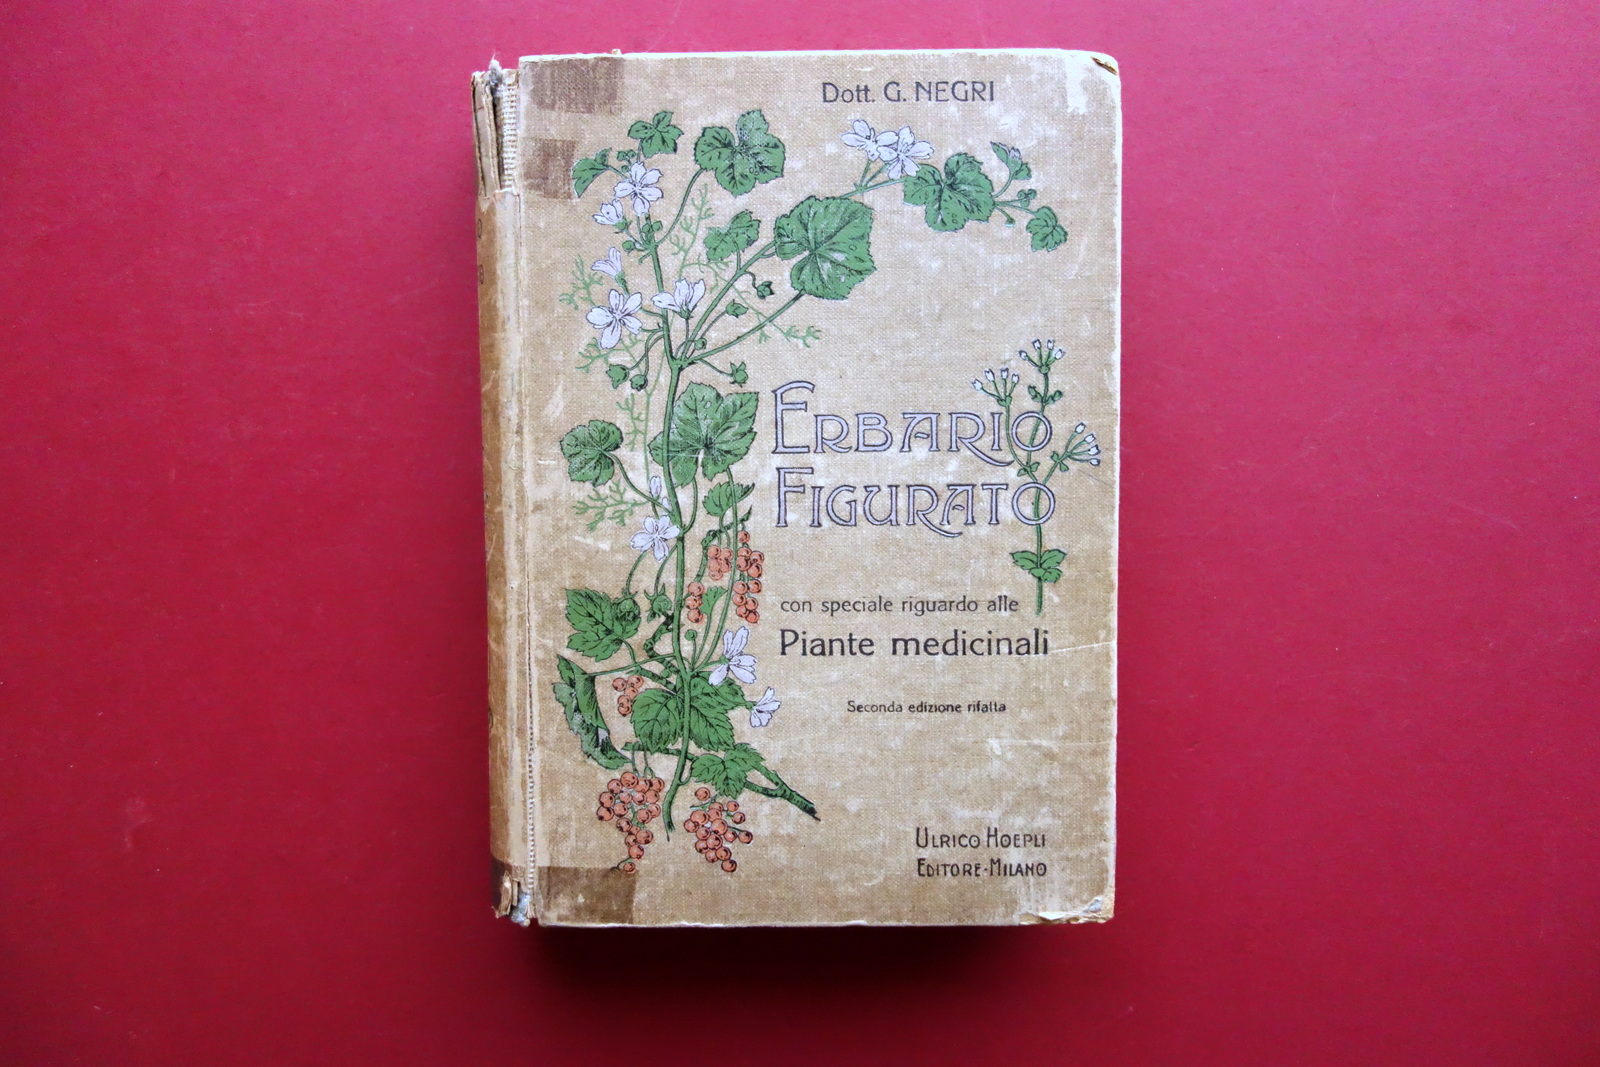 Dott. G. NEGRI
ERBARIO
FIGURATO
con speciale riguardo alle
Piante medicinali
Seconda edizione rifatta
ULRICO HOEPLI
EDITORE-MILANO